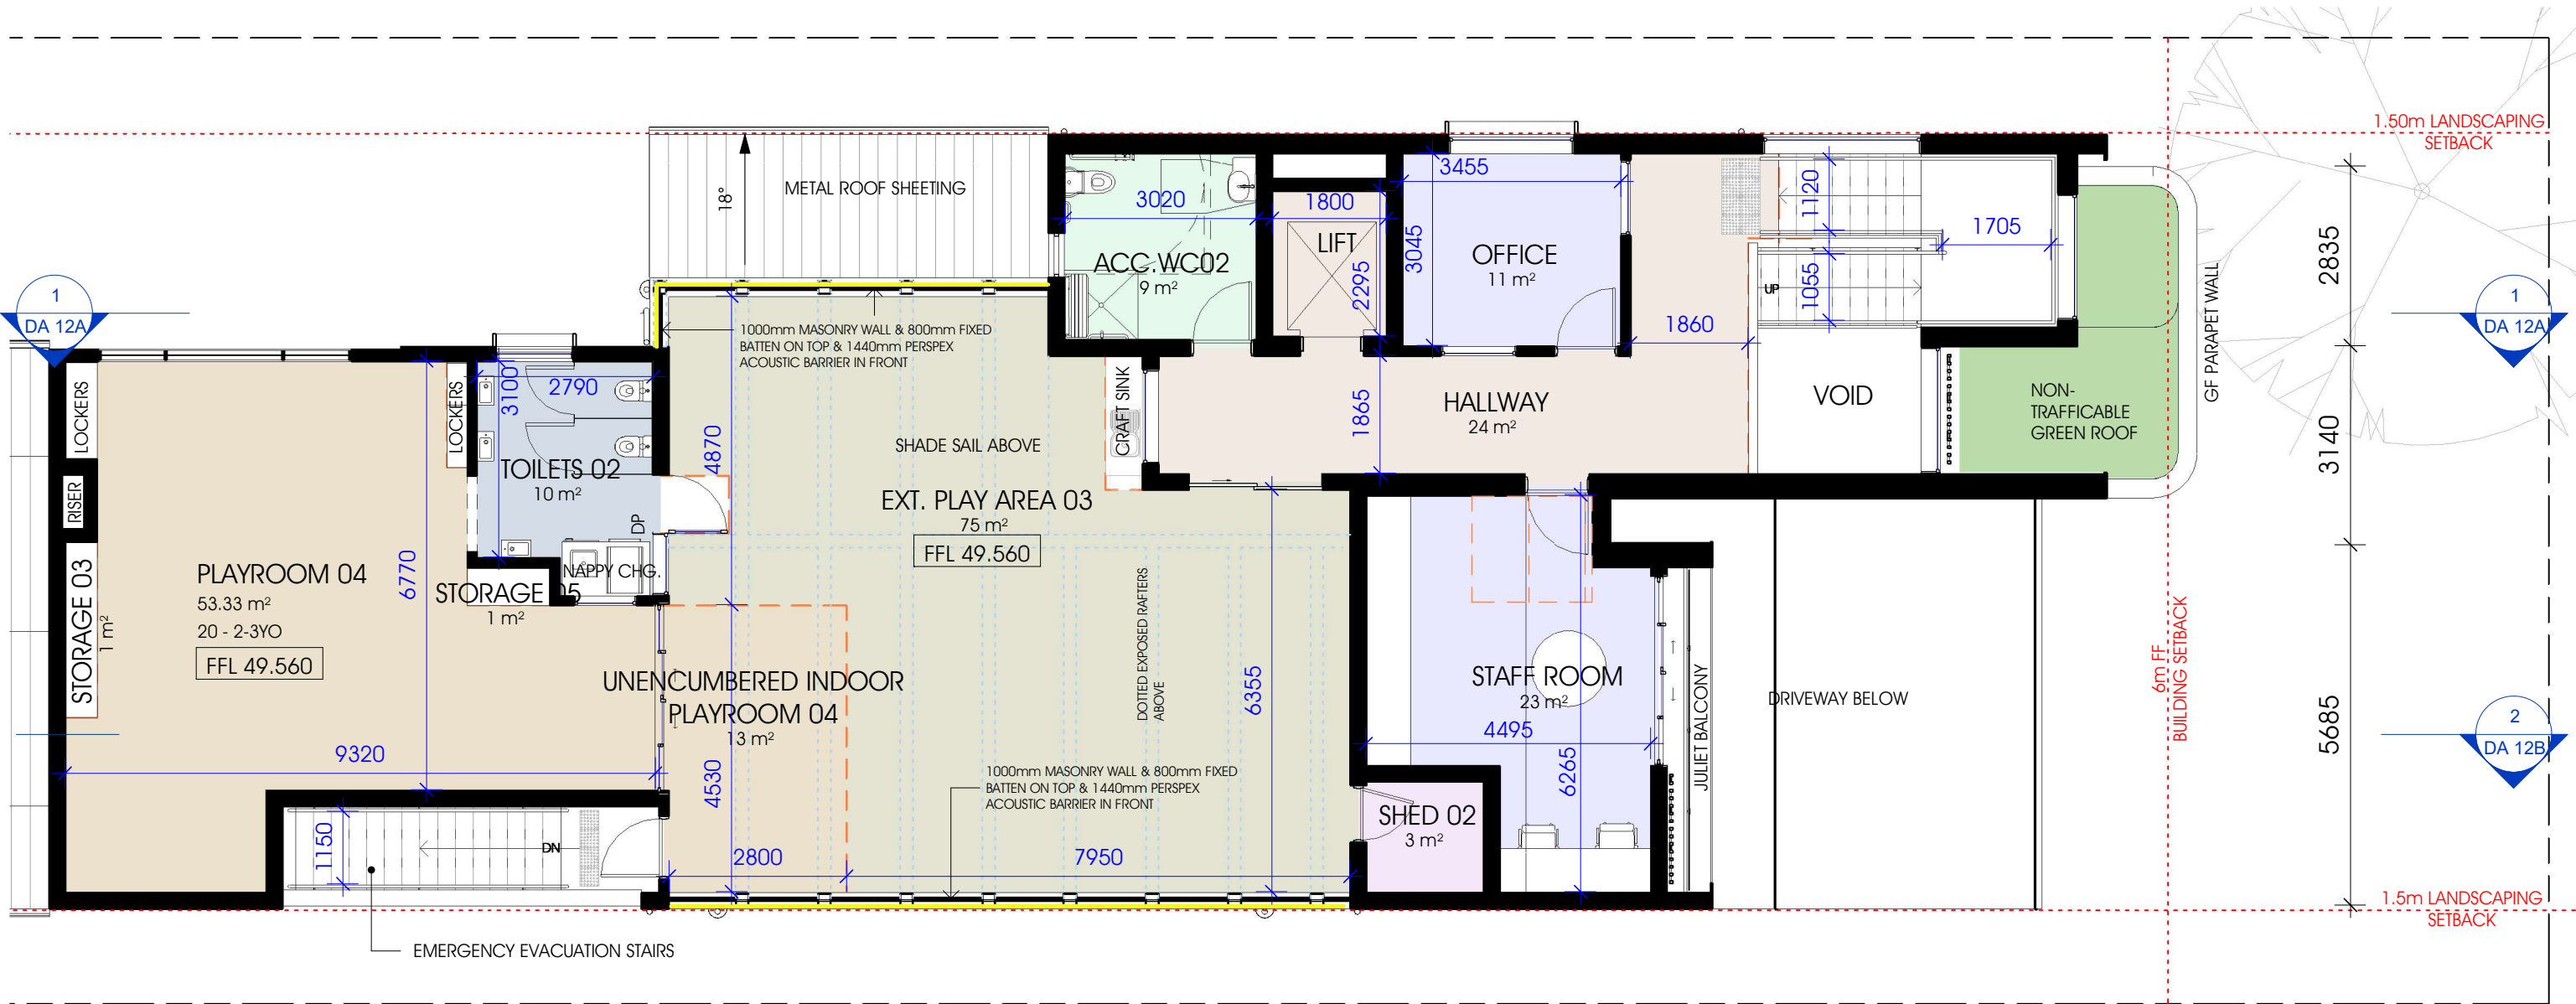 1.50m LANDSCAPING
SETBACK
METAL ROOF SHEETING
18°
3020
1800
3455
1120
1705
LIFT
ACC.WC02
9 m²
2295
3045
OFFICE
11 m²
1055
UP
1860
2835
GF PARAPET WALL
1
DA 12A
1
DA 12A
1000mm MASONRY WALL & 800mm FIXED
BATTEN ON TOP & 1440mm PERSPEX
ACOUSTIC BARRIER IN FRONT
LOCKERS
LOCKERS
3100
2790
CRAFT SINK
1865
HALLWAY
24 m²
VOID
NON-
TRAFFICABLE
GREEN ROOF
3140
4870
SHADE SAIL ABOVE
TOILETS 02
10 m²
RISER
DP
EXT. PLAY AREA 03
75 m²
FFL 49.560
NAPPY CHG.
STORAGE 03
1 m²
PLAYROOM 04
53.33 m²
20 - 2-3YO
FFL 49.560
6770
STORAGE 05
1 m²
DOTTED EXPOSED RAFTERS
ABOVE
UNENCUMBERED INDOOR
PLAYROOM 04
13 m²
6355
STAFF ROOM
23 m²
4495
6265
JULIET BALCONY
DRIVEWAY BELOW
6m FF
BUILDING SETBACK
5685
2
DA 12B
9320
4530
1000mm MASONRY WALL & 800mm FIXED
BATTEN ON TOP & 1440mm PERSPEX
ACOUSTIC BARRIER IN FRONT
SHED 02
3 m²
1150
DN
2800
7950
1.5m LANDSCAPING
SETBACK
EMERGENCY EVACUATION STAIRS